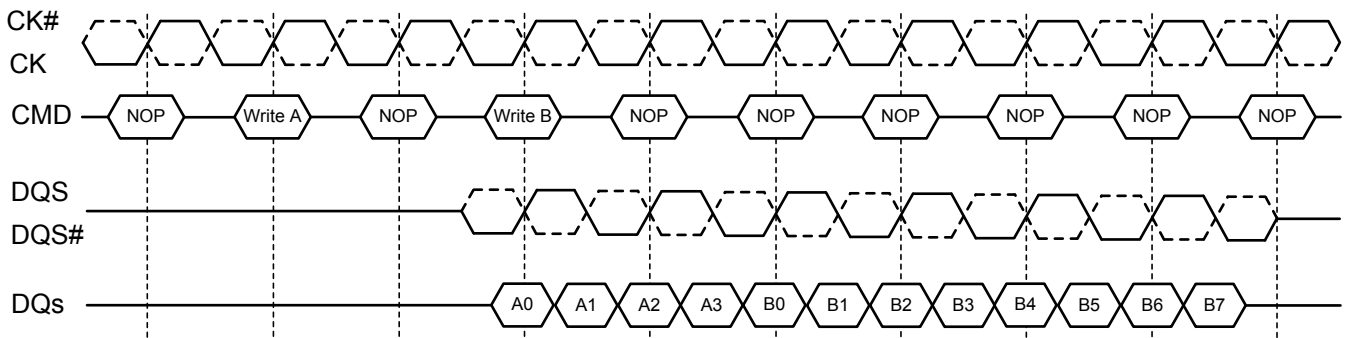 CK#
CK
CMD NOP Write A NOP Write B NOP NOP NOP NOP NOP NOP
DQS
DQS#
DQs A0 A1 A2 A3 B0 B1 B2 B3 B4 B5 B6 B7